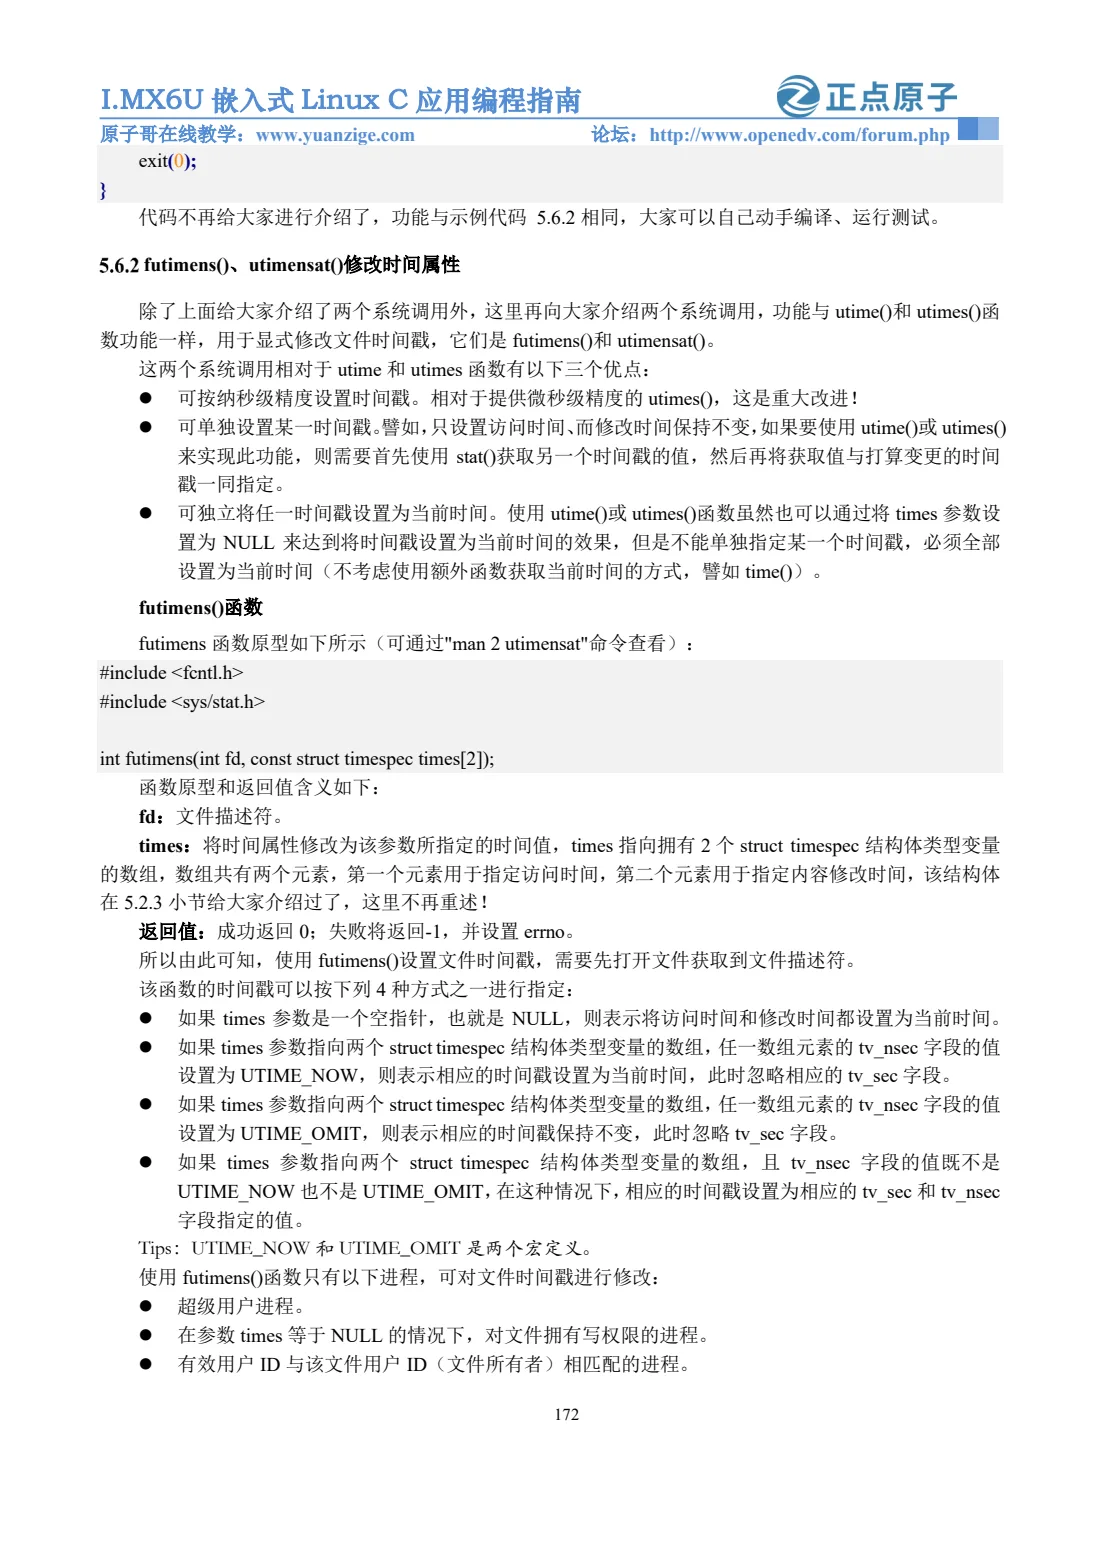 I.MX6U 嵌入式 Linux C 应用编程指南
正点原子
原子哥在线教学：www.yuanzige.com 论坛：http://www.openedv.com/forum.php
exit(0);
}
代码不再给大家进行介绍了，功能与示例代码 5.6.2 相同，大家可以自己动手编译、运行测试。
5.6.2 futimens()、utimensat()修改时间属性
除了上面给大家介绍了两个系统调用外，这里再向大家介绍两个系统调用，功能与 utime()和 utimes()函
数功能一样，用于显式修改文件时间戳，它们是 futimens()和 utimensat()。
这两个系统调用相对于 utime 和 utimes 函数有以下三个优点：
● 可按纳秒级精度设置时间戳。相对于提供微秒级精度的 utimes()，这是重大改进！
● 可单独设置某一时间戳。譬如，只设置访问时间、而修改时间保持不变，如果要使用 utime()或 utimes()
来实现此功能，则需要首先使用 stat()获取另一个时间戳的值，然后再将获取值与打算变更的时间
戳一同指定。
● 可独立将任一时间戳设置为当前时间。使用 utime()或 utimes()函数虽然也可以通过将 times 参数设
置为 NULL 来达到将时间戳设置为当前时间的效果，但是不能单独指定某一个时间戳，必须全部
设置为当前时间（不考虑使用额外函数获取当前时间的方式，譬如 time()）。
futimens()函数
futimens 函数原型如下所示（可通过"man 2 utimensat"命令查看）：
#include <fcntl.h>
#include <sys/stat.h>
int futimens(int fd, const struct timespec times[2]);
函数原型和返回值含义如下：
fd：文件描述符。
times：将时间属性修改为该参数所指定的时间值，times 指向拥有 2 个 struct timespec 结构体类型变量
的数组，数组共有两个元素，第一个元素用于指定访问时间，第二个元素用于指定内容修改时间，该结构体
在 5.2.3 小节给大家介绍过了，这里不再重述！
返回值：成功返回 0；失败将返回-1，并设置 errno。
所以由此可知，使用 futimens()设置文件时间戳，需要先打开文件获取到文件描述符。
该函数的时间戳可以按下列 4 种方式之一进行指定：
● 如果 times 参数是一个空指针，也就是 NULL，则表示将访问时间和修改时间都设置为当前时间。
● 如果 times 参数指向两个 struct timespec 结构体类型变量的数组，任一数组元素的 tv_nsec 字段的值
设置为 UTIME_NOW，则表示相应的时间戳设置为当前时间，此时忽略相应的 tv_sec 字段。
● 如果 times 参数指向两个 struct timespec 结构体类型变量的数组，任一数组元素的 tv_nsec 字段的值
设置为 UTIME_OMIT，则表示相应的时间戳保持不变，此时忽略 tv_sec 字段。
● 如果 times 参数指向两个 struct timespec 结构体类型变量的数组，且 tv_nsec 字段的值既不是
UTIME_NOW 也不是 UTIME_OMIT，在这种情况下，相应的时间戳设置为相应的 tv_sec 和 tv_nsec
字段指定的值。
Tips：UTIME_NOW 和 UTIME_OMIT 是两个宏定义。
使用 futimens()函数只有以下进程，可对文件时间戳进行修改：
● 超级用户进程。
● 在参数 times 等于 NULL 的情况下，对文件拥有写权限的进程。
● 有效用户 ID 与该文件用户 ID（文件所有者）相匹配的进程。
172